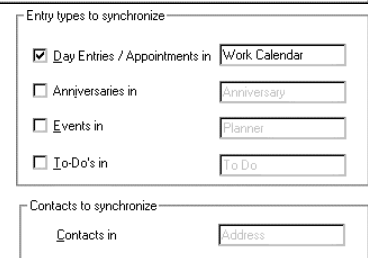 Entry types to synchronize
Day Entries / Appointments in Work Calendar
Anniversaries in Anniversary
Events in Planner
To-Do's in To Do
Contacts to synchronize
Contacts in Address